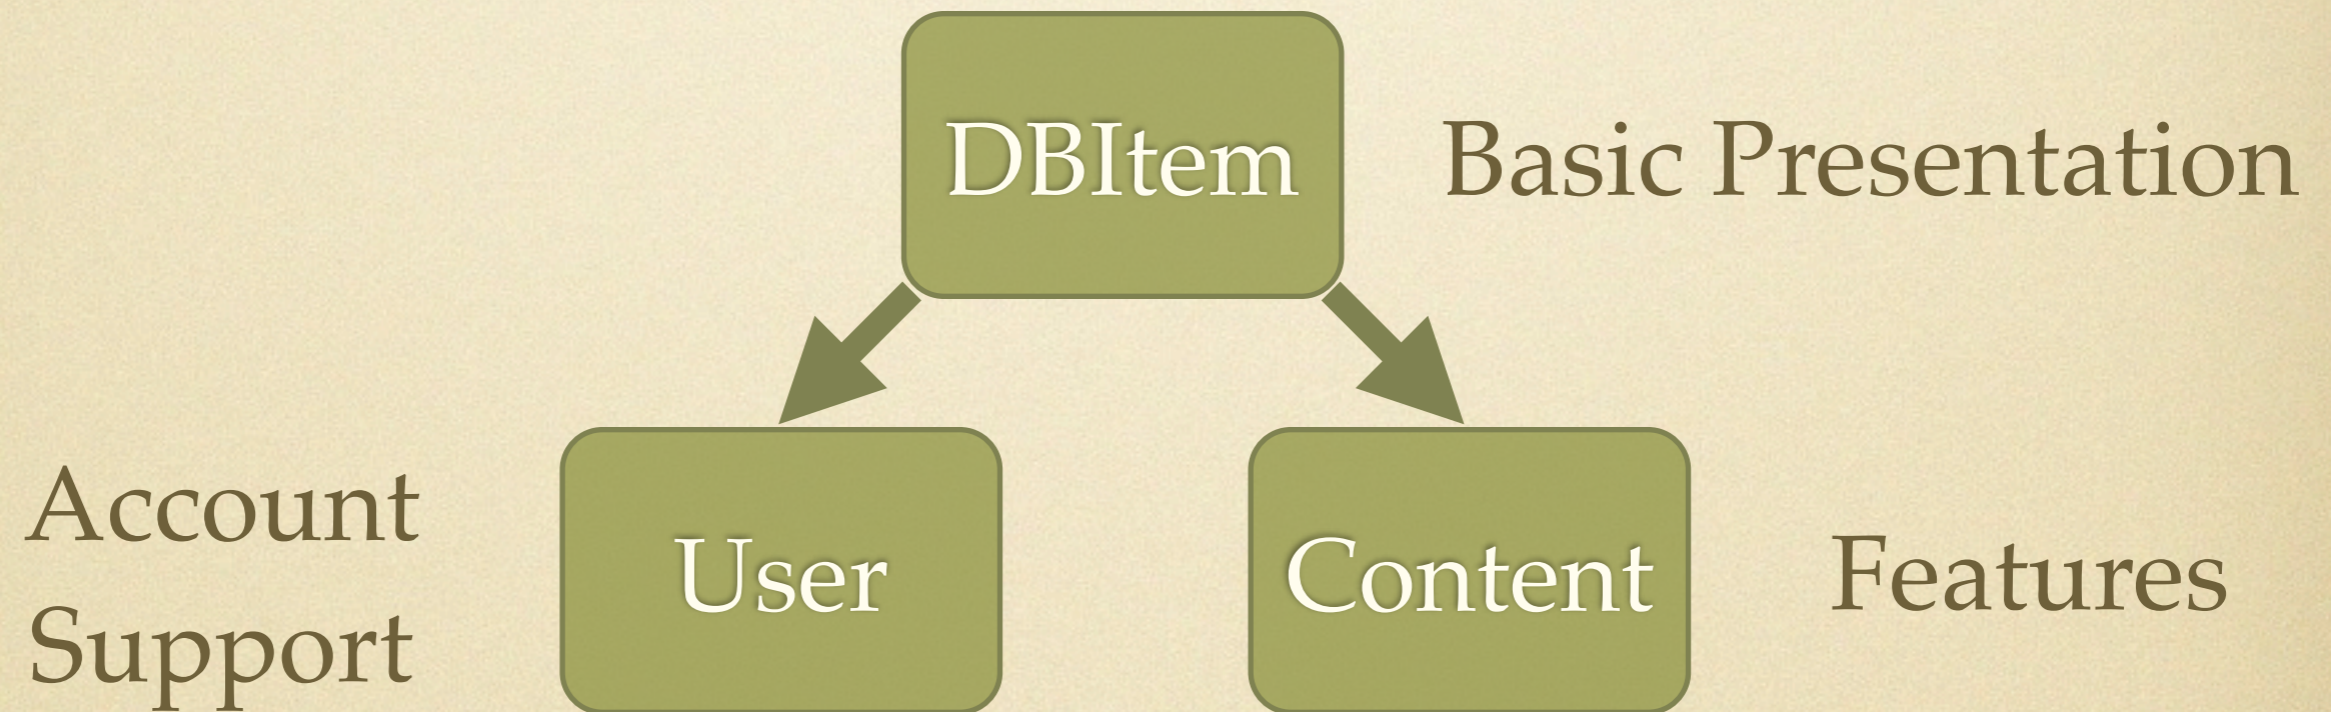 DBItem
Basic Presentation
Account
Support
User
Content
Features